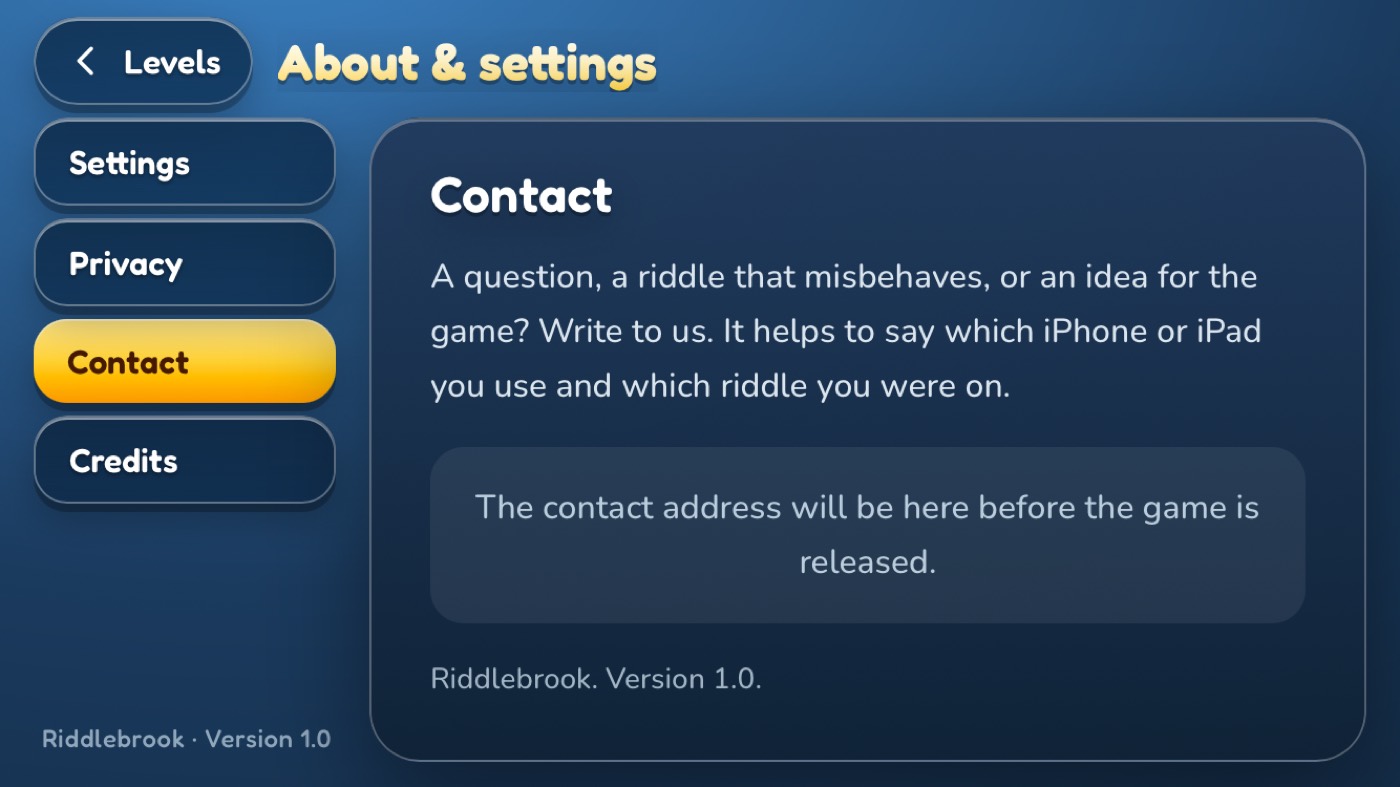 Levels
About & settings
Settings
Privacy
Contact
Credits
Riddlebrook · Version 1.0
Contact
A question, a riddle that misbehaves, or an idea for the
game? Write to us. It helps to say which iPhone or iPad
you use and which riddle you were on.
The contact address will be here before the game is
released.
Riddlebrook. Version 1.0.